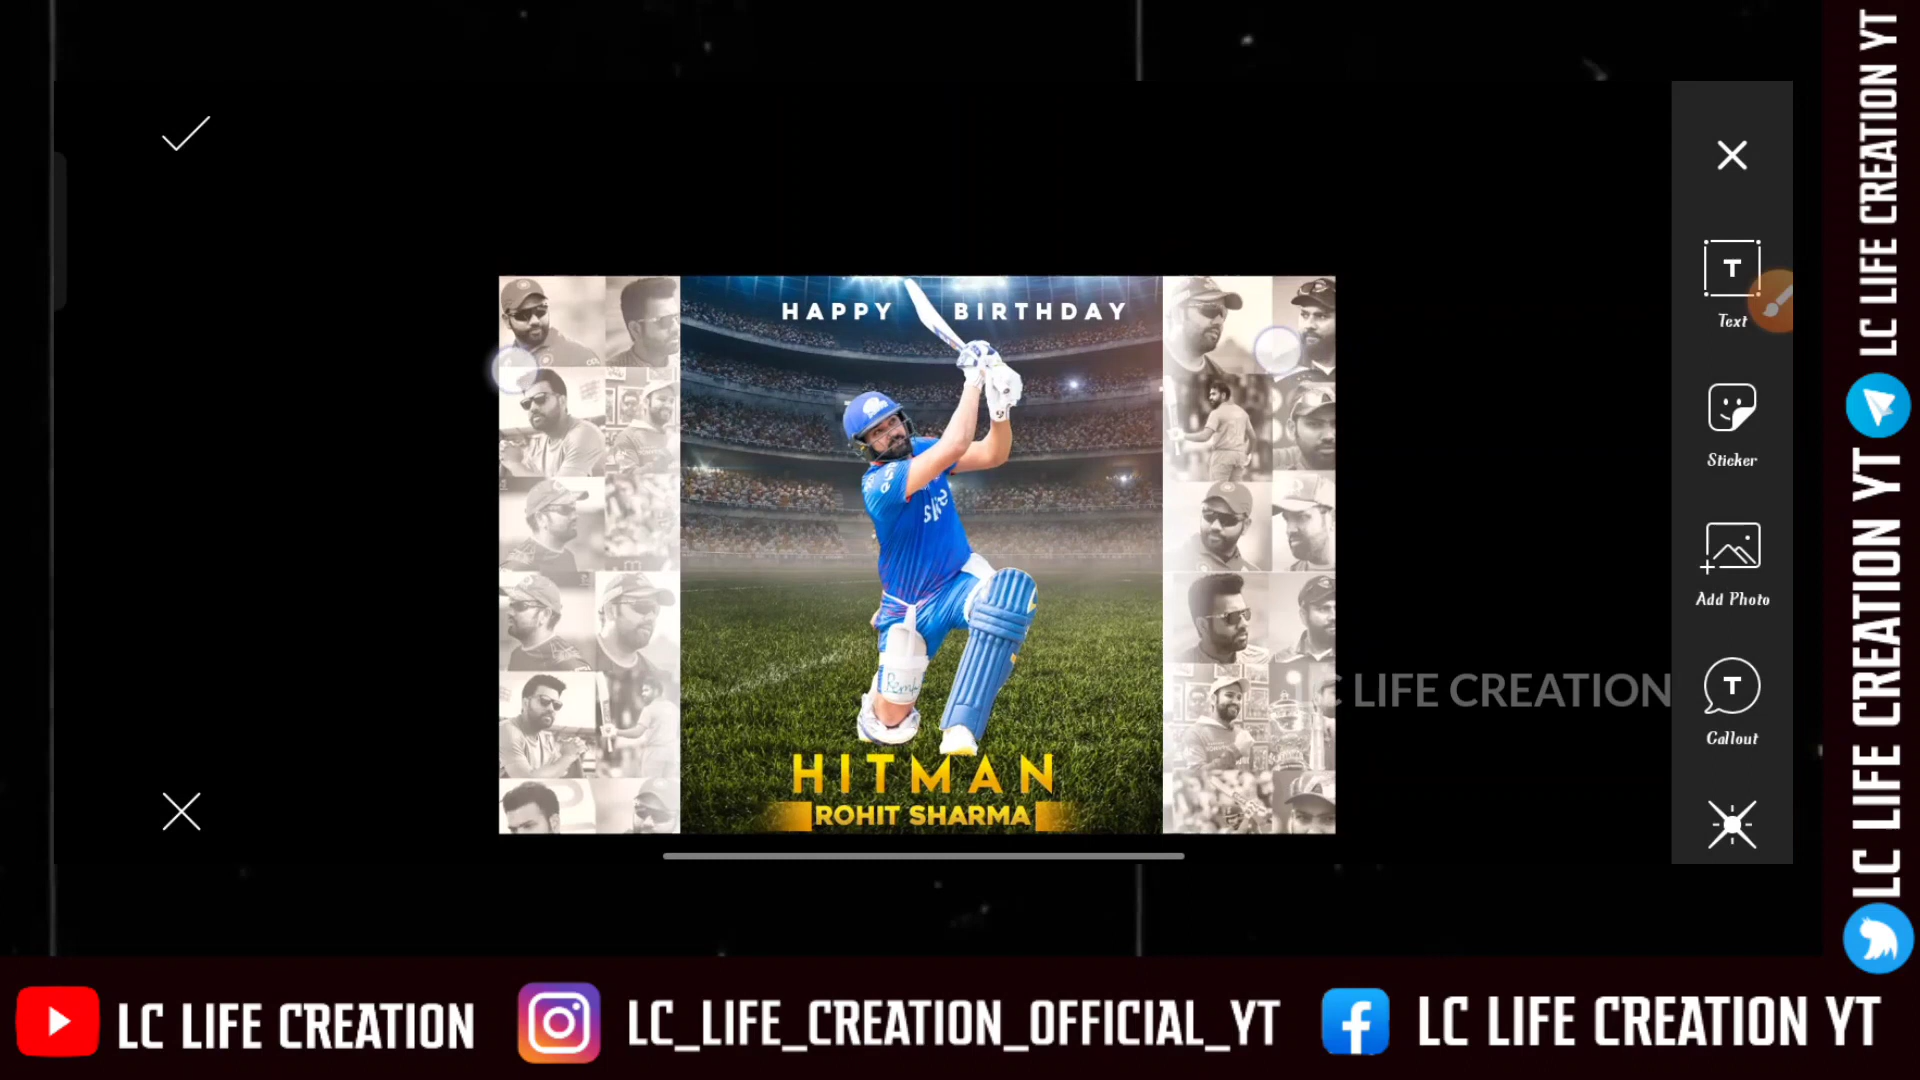 HAPPY BIRTHDAY
HITMAN
ROHIT SHARMA
T
Text
Sticker
Add Photo
T
Callout
LC LIFE CREATION
LC LIFE CREATION YT
LC LIFE CREATION YT
LC LIFE CREATION
LC_LIFE_CREATION_OFFICIAL_YT
LC LIFE CREATION YT